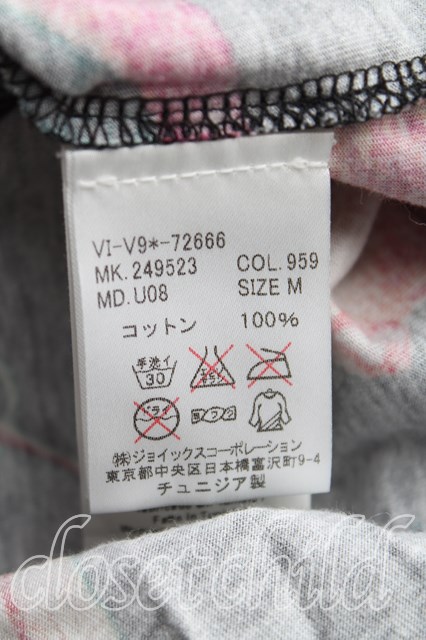 VI-V9*-72666
MK.249523 COL.959
MD.U08 SIZE M
コットン 100%
手洗イ
30
エンソ
サラシ
ドライ
㈱ジョイックスコーポレーション
東京都中央区日本橋富沢町9-4
チュニジア製
closetchild